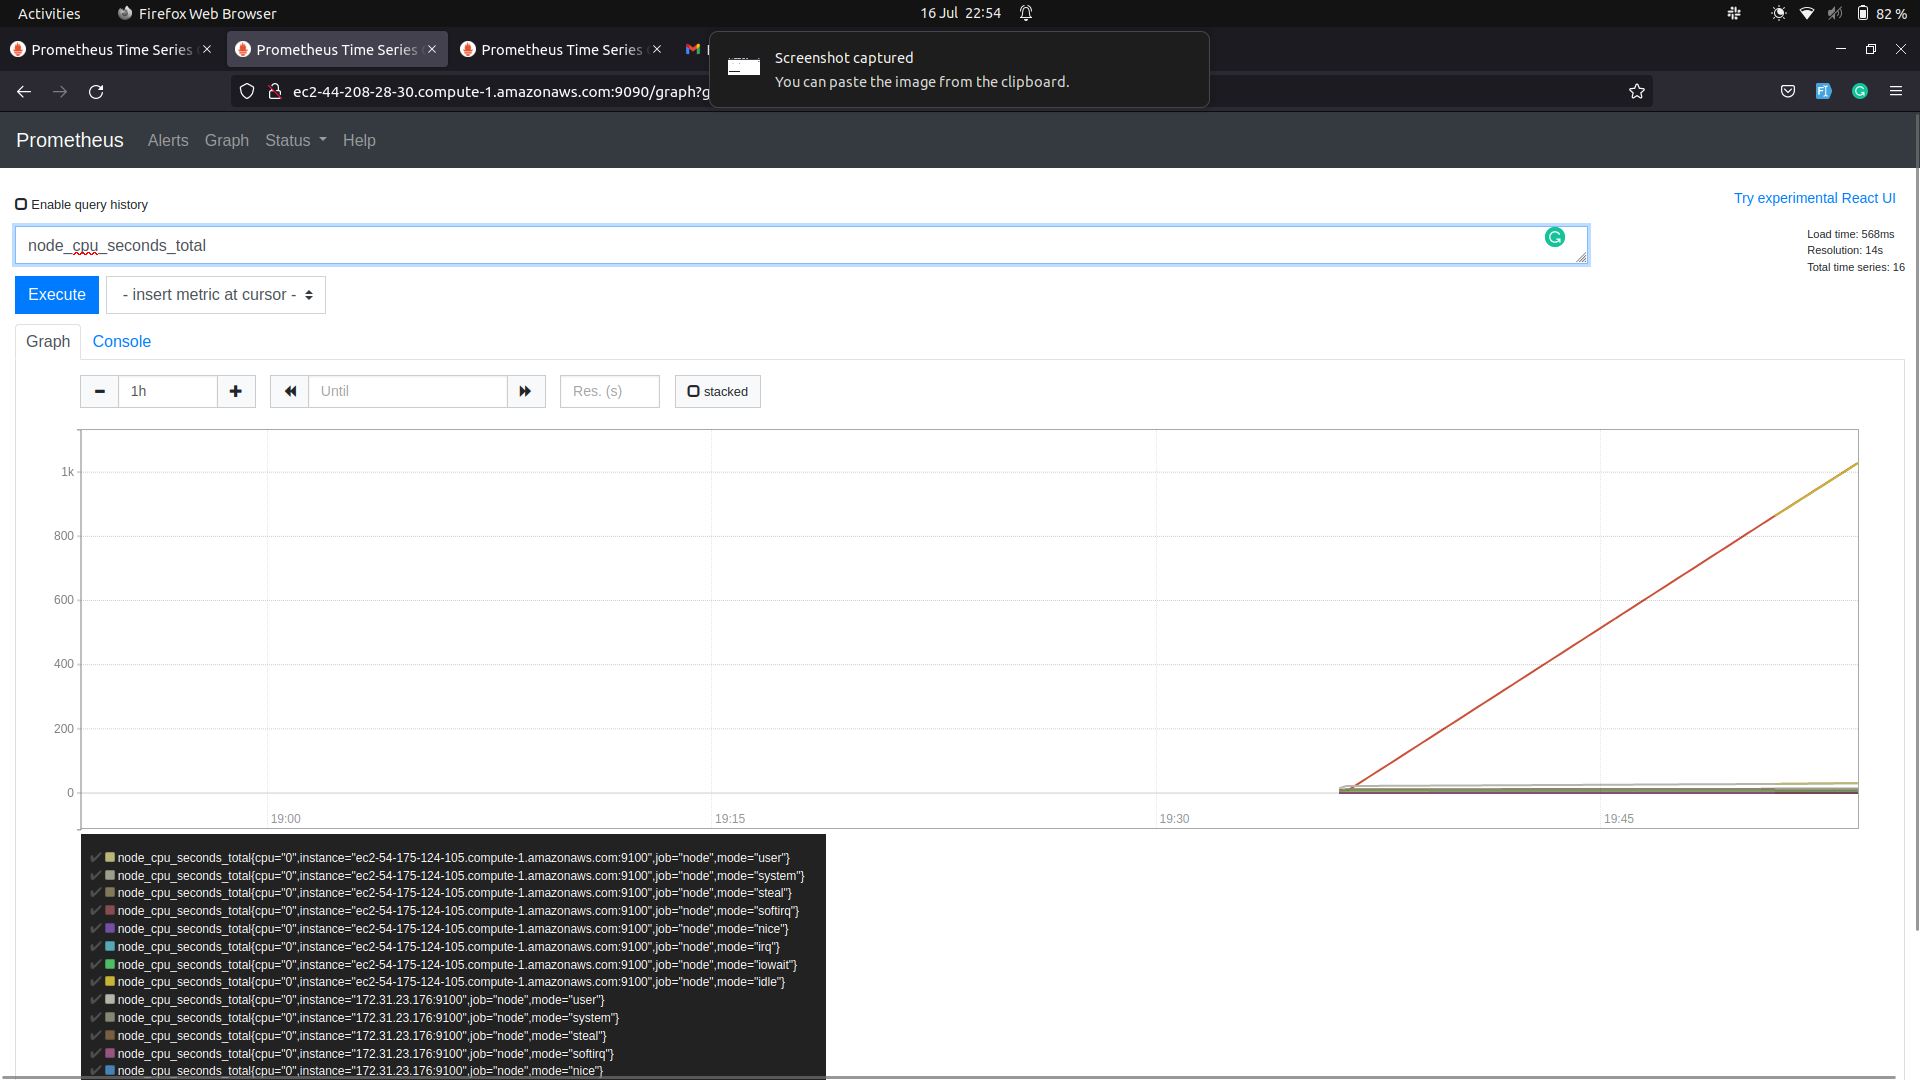 Activities
Firefox Web Browser
16 Jul 22:54
82 %
Prometheus Time Series
Prometheus Time Series
Prometheus Time Series
Screenshot captured
You can paste the image from the clipboard.
ec2-44-208-28-30.compute-1.amazonaws.com:9090/graph?g
Prometheus
Alerts
Graph
Status
Help
Enable query history
Try experimental React UI
node_cpu_seconds_total
Load time: 568ms
Resolution: 14s
Total time series: 16
Execute
- insert metric at cursor -
Graph
Console
1h
Until
Res. (s)
stacked
1k
800
600
400
200
0
19:00
19:15
19:30
19:45
node_cpu_seconds_total{cpu="0",instance="ec2-54-175-124-105.compute-1.amazonaws.com:9100",job="node",mode="user"}
node_cpu_seconds_total{cpu="0",instance="ec2-54-175-124-105.compute-1.amazonaws.com:9100",job="node",mode="system"}
node_cpu_seconds_total{cpu="0",instance="ec2-54-175-124-105.compute-1.amazonaws.com:9100",job="node",mode="steal"}
node_cpu_seconds_total{cpu="0",instance="ec2-54-175-124-105.compute-1.amazonaws.com:9100",job="node",mode="softirq"}
node_cpu_seconds_total{cpu="0",instance="ec2-54-175-124-105.compute-1.amazonaws.com:9100",job="node",mode="nice"}
node_cpu_seconds_total{cpu="0",instance="ec2-54-175-124-105.compute-1.amazonaws.com:9100",job="node",mode="irq"}
node_cpu_seconds_total{cpu="0",instance="ec2-54-175-124-105.compute-1.amazonaws.com:9100",job="node",mode="iowait"}
node_cpu_seconds_total{cpu="0",instance="ec2-54-175-124-105.compute-1.amazonaws.com:9100",job="node",mode="idle"}
node_cpu_seconds_total{cpu="0",instance="172.31.23.176:9100",job="node",mode="user"}
node_cpu_seconds_total{cpu="0",instance="172.31.23.176:9100",job="node",mode="system"}
node_cpu_seconds_total{cpu="0",instance="172.31.23.176:9100",job="node",mode="steal"}
node_cpu_seconds_total{cpu="0",instance="172.31.23.176:9100",job="node",mode="softirq"}
node_cpu_seconds_total{cpu="0",instance="172.31.23.176:9100",job="node",mode="nice"}